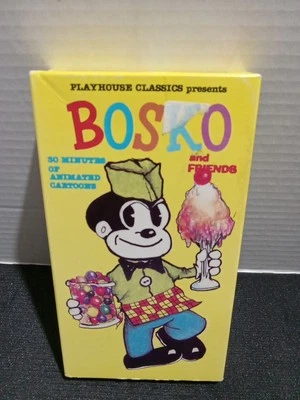 PLAYHOUSE CLASSICS presents
BOSKO
and
FRIENDS
30 MINUTES
OF
ANIMATED
CARTOONS